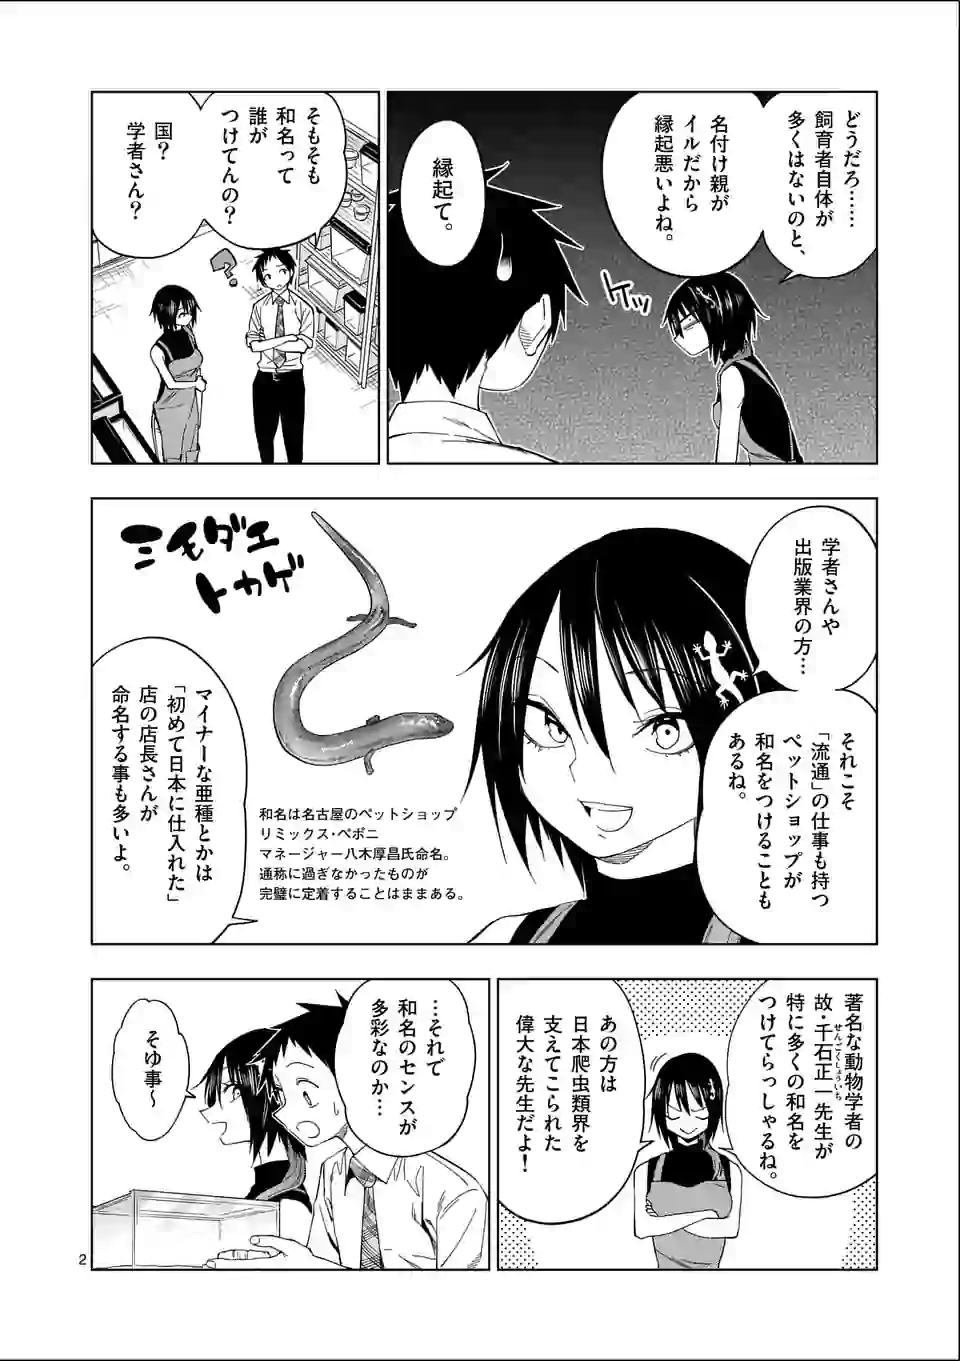 どうだろ……
飼育者自体が
多くはないのと、
名付け親が
イルだから
縁起悪いよね。
ケッ
縁起て。
そもそも
和名って
誰が
つけてんの？
国？
学者さん？
学者さんや
出版業界の方…
それこそ
「流通」の仕事も持つ
ペットショップが
和名をつけることも
あるね。
ミモダエ
トカゲ
和名は名古屋のペットショップ
リミックス・ペポニ
マネージャー八木厚昌氏命名。
通称に過ぎなかったものが
完璧に定着することはままある。
マイナーな亜種とかは
「初めて日本に仕入れた」
店の店長さんが
命名する事も多いよ。
著名な動物学者の
故・千石正一先生が
せんごくしょういち
特に多くの和名を
つけてらっしゃるね。
あの方は
日本爬虫類界を
支えてこられた
偉大な先生だよ！
…それで
和名のセンスが
多彩なのか…
そゆ事～
2